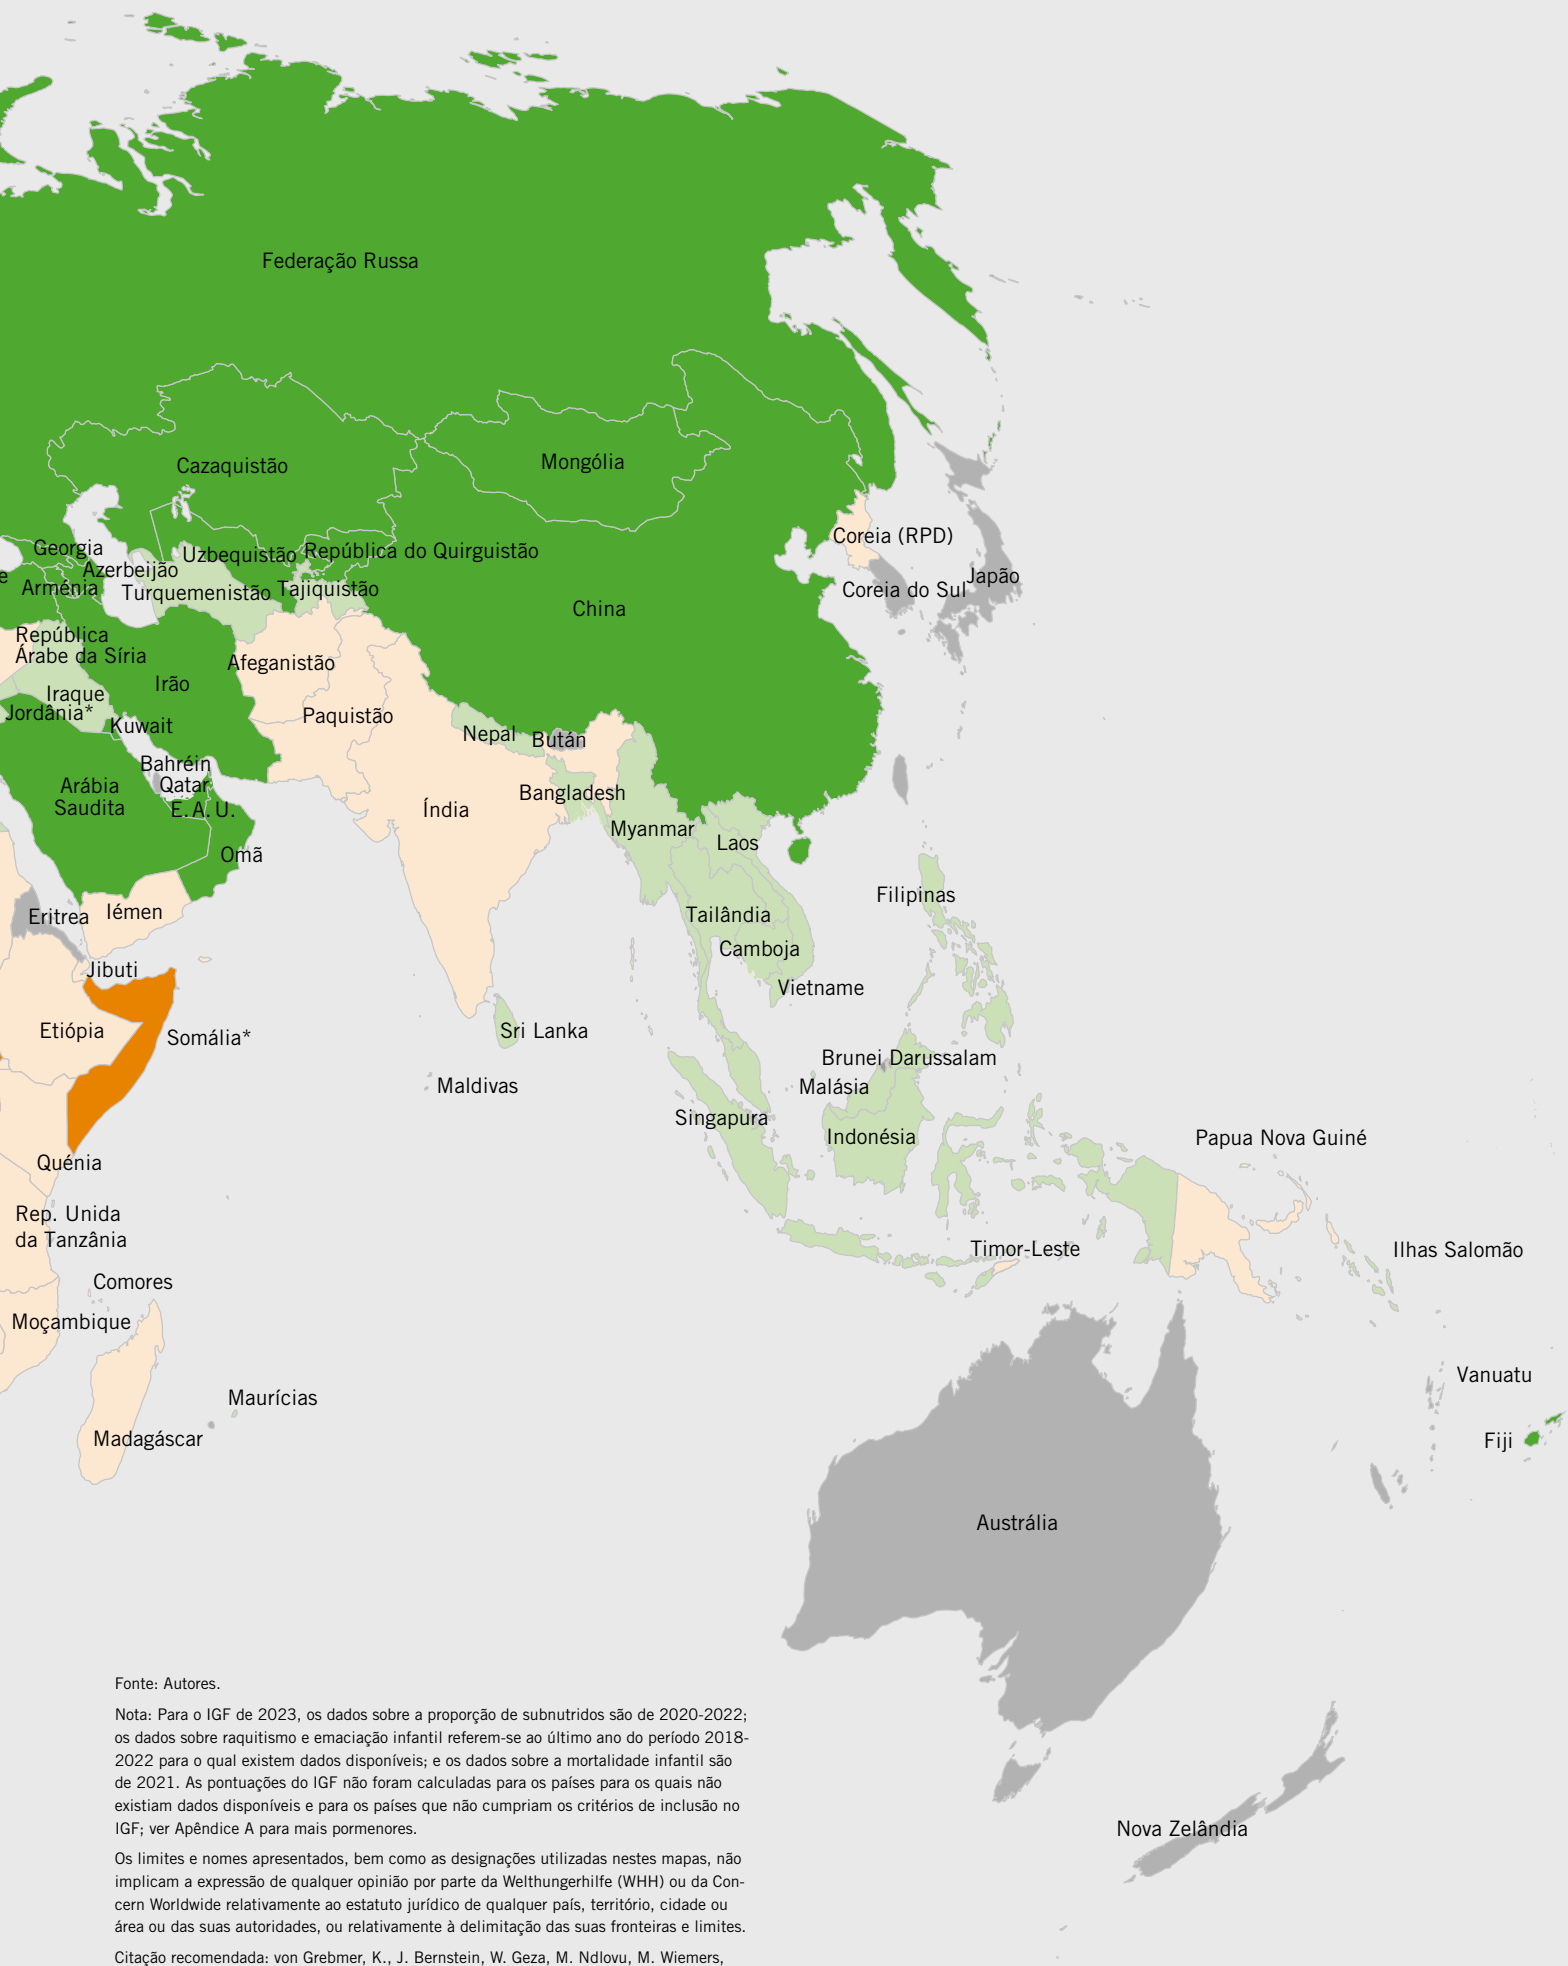 Federação Russa
Cazaquistão
Mongólia
Coreia (RPD)
Georgia
Uzbequistão
República do Quirguistão
Azerbeijão
e
Arménia
Turquemenistão
Tajiquistão
Japão
Coreia do Sul
China
República
Árabe da Síria
Afeganistão
Irão
Iraque
Jordânia*
Kuwait
Paquistão
Nepal
Bután
Bahréin
Qatar
Arábia
Saudita
E.A.U.
Bangladesh
Índia
Myanmar
Laos
Omã
Filipinas
Eritrea
Iémen
Tailândia
Camboja
Jibuti
Vietname
Etiópia
Somália*
Sri Lanka
Brunei Darussalam
Maldivas
Malásia
Singapura
Indonésia
Papua Nova Guiné
Quénia
Rep. Unida
da Tanzânia
Timor-Leste
Ilhas Salomão
Comores
Moçambique
Vanuatu
Maurícias
Madagáscar
Fiji
Austrália
Nova Zelândia
Fonte: Autores.
Nota: Para o IGF de 2023, os dados sobre a proporção de subnutridos são de 2020-2022;
os dados sobre raquitismo e emaciação infantil referem-se ao último ano do período 2018-
2022 para o qual existem dados disponíveis; e os dados sobre a mortalidade infantil são
de 2021. As pontuações do IGF não foram calculadas para os países para os quais não
existiam dados disponíveis e para os países que não cumpriam os critérios de inclusão no
IGF; ver Apêndice A para mais pormenores.
Os limites e nomes apresentados, bem como as designações utilizadas nestes mapas, não
implicam a expressão de qualquer opinião por parte da Welthungerhilfe (WHH) ou da Con-
cern Worldwide relativamente ao estatuto jurídico de qualquer país, território, cidade ou
área ou das suas autoridades, ou relativamente à delimitação das suas fronteiras e limites.
Citação recomendada: von Grebmer, K., J. Bernstein, W. Geza, M. Ndlovu, M. Wiemers,